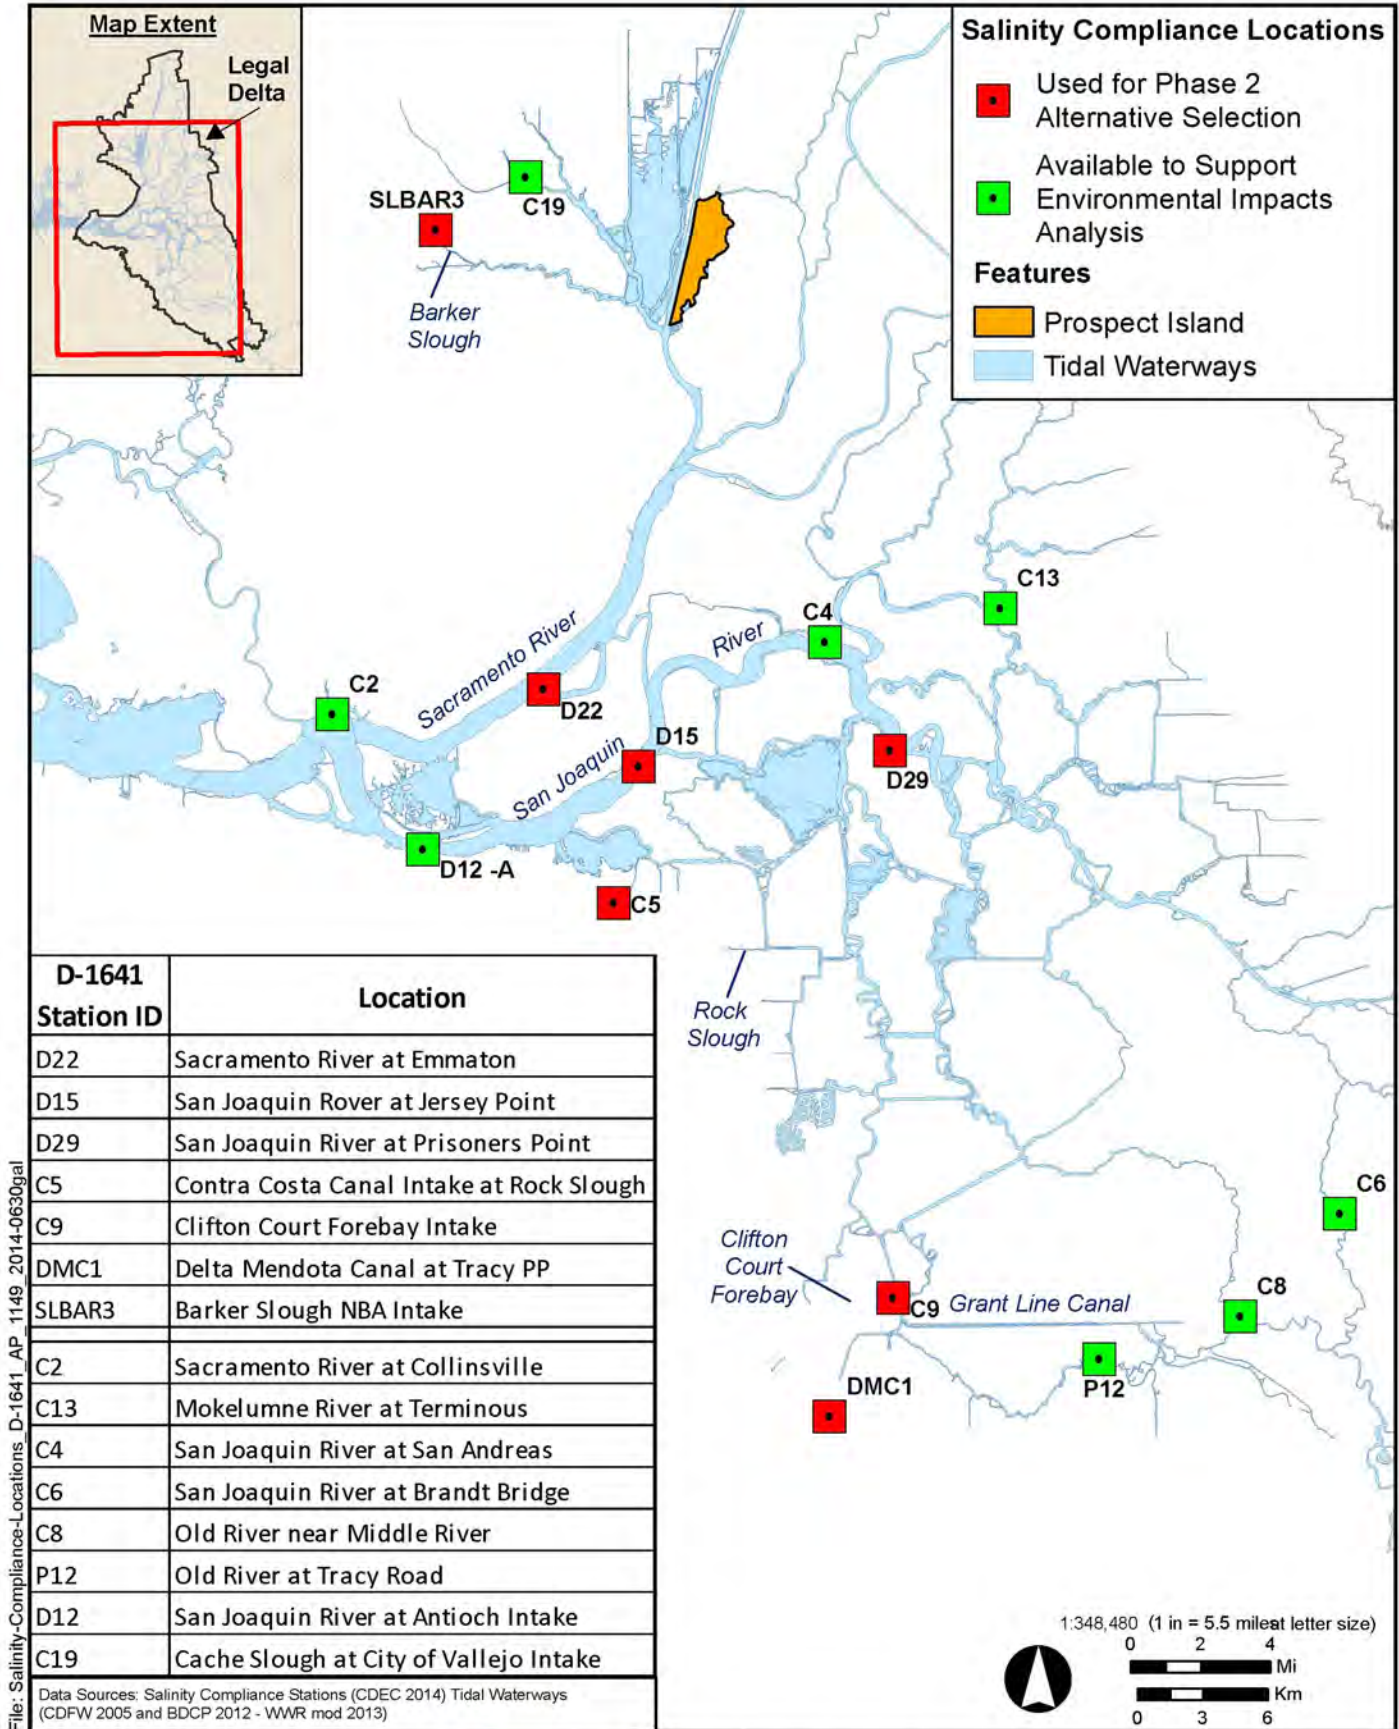 Map Extent
Legal
Delta
Salinity Compliance Locations
Used for Phase 2
Alternative Selection
Available to Support
Environmental Impacts
Analysis
Features
Prospect Island
Tidal Waterways
SLBAR3
C19
Barker
Slough
C13
C4
River
Sacramento River
C2
D22
D15
San Joaquin
D29
D12 -A
C5
Rock
Slough
C6
Clifton
Court
Forebay
C9
Grant Line Canal
C8
P12
DMC1
D-1641
Station ID
Location
D22 Sacramento River at Emmaton
D15 San Joaquin Rover at Jersey Point
D29 San Joaquin River at Prisoners Point
C5 Contra Costa Canal Intake at Rock Slough
C9 Clifton Court Forebay Intake
DMC1 Delta Mendota Canal at Tracy PP
SLBAR3 Barker Slough NBA Intake
C2 Sacramento River at Collinsville
C13 Mokelumne River at Terminous
C4 San Joaquin River at San Andreas
C6 San Joaquin River at Brandt Bridge
C8 Old River near Middle River
P12 Old River at Tracy Road
D12 San Joaquin River at Antioch Intake
C19 Cache Slough at City of Vallejo Intake
Data Sources: Salinity Compliance Stations (CDEC 2014) Tidal Waterways
(CDFW 2005 and BDCP 2012 - WWR mod 2013)
File: Salinity-Compliance-Locations_D-1641_AP_1149_2014-0630gal
1:348,480 (1 in = 5.5 miles at letter size)
0 2 4
Mi
Km
0 3 6